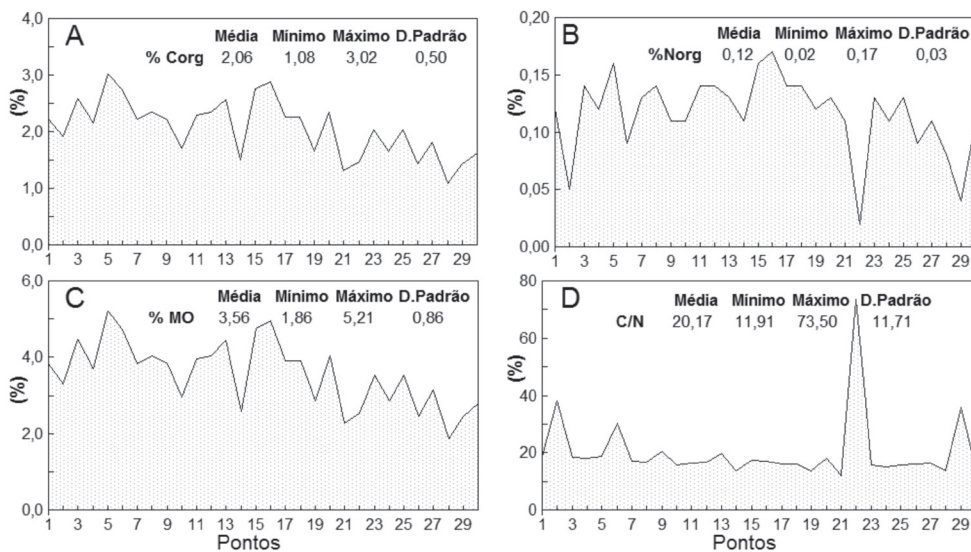 A
Média Mínimo Máximo D.Padrão
% Corg 2,06 1,08 3,02 0,50
(%)
4,0
3,0
2,0
1,0
0,0
1 3 5 7 9 11 13 15 17 19 21 23 25 27 29
B
Média Mínimo Máximo D.Padrão
%Norg 0,12 0,02 0,17 0,03
(%)
0,20
0,15
0,10
0,05
0,00
1 3 5 7 9 11 13 15 17 19 21 23 25 27 29
C
Média Mínimo Máximo D.Padrão
% MO 3,56 1,86 5,21 0,86
(%)
6,0
4,0
2,0
0,0
1 3 5 7 9 11 13 15 17 19 21 23 25 27 29
Pontos
D
Média Mínimo Máximo D.Padrão
C/N 20,17 11,91 73,50 11,71
(%)
80
60
40
20
0
1 3 5 7 9 11 13 15 17 19 21 23 25 27 29
Pontos